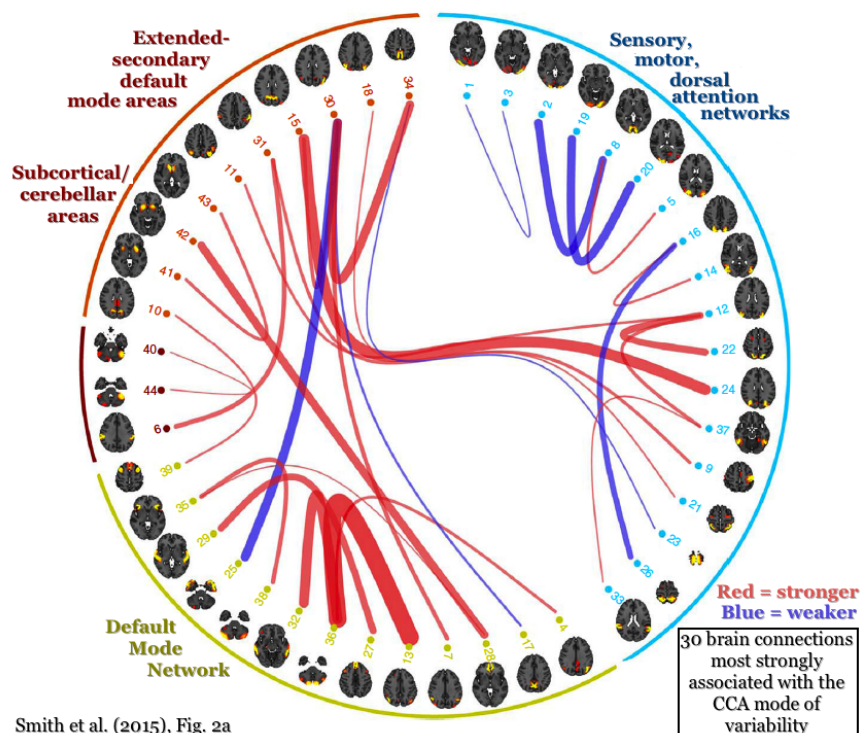 Extended-
secondary
default
mode areas
Sensory,
motor,
dorsal
attention
networks
Subcortical/
cerebellar
areas
34
18
30
15
31
11
43
42
41
10
40
44
6
39
35
29
25
38
32
36
27
13
7
28
17
4
1
3
2
19
8
20
5
16
14
12
22
24
37
9
21
23
26
33
Default
Mode
Network
Red = stronger
Blue = weaker
30 brain connections
most strongly
associated with the
CCA mode of
variability
Smith et al. (2015), Fig. 2a